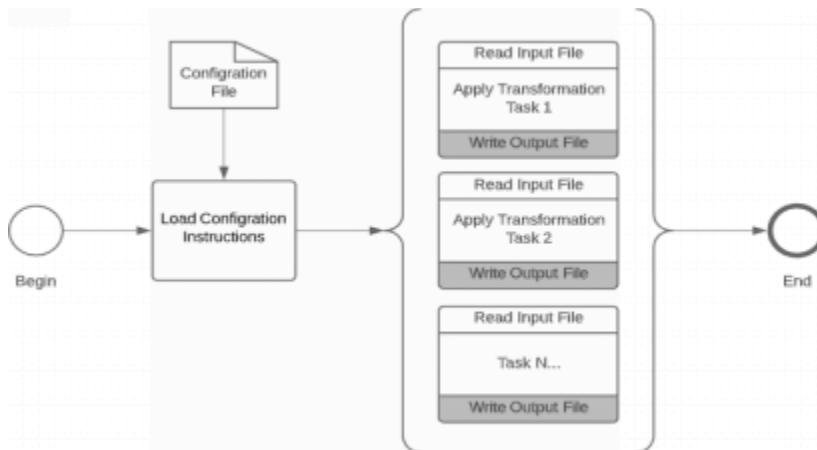 Configration
File
Load Configration
Instructions
Begin
Read Input File
Apply Transformation
Task 1
Write Output File
Read Input File
Apply Transformation
Task 2
Write Output File
Read Input File
Task N...
Write Output File
End